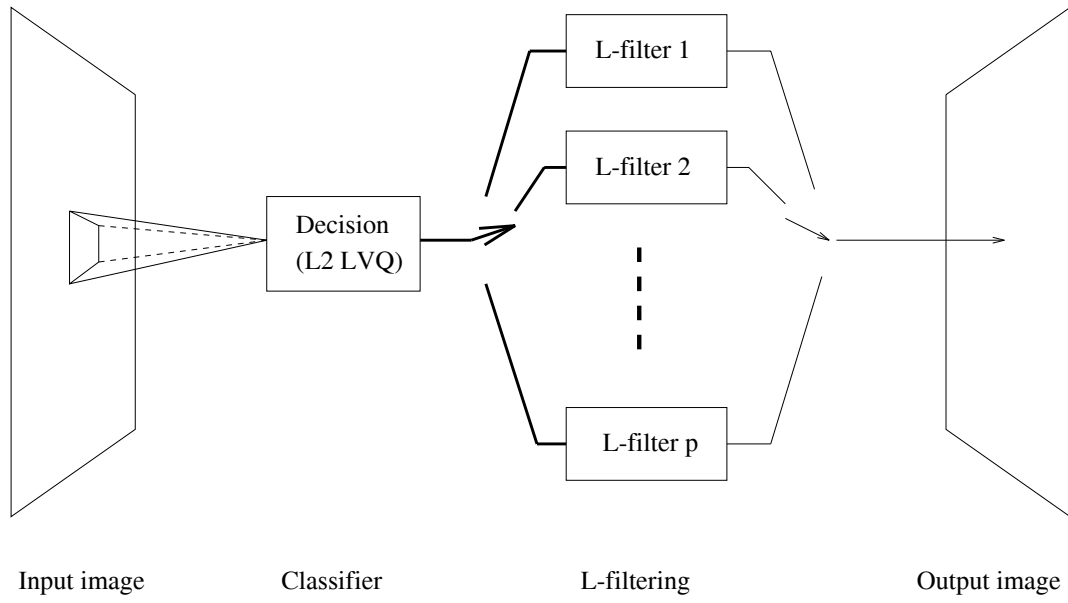 L-filter 1
L-filter 2
Decision
(L2 LVQ)
L-filter p
Input image
Classifier
L-filtering
Output image